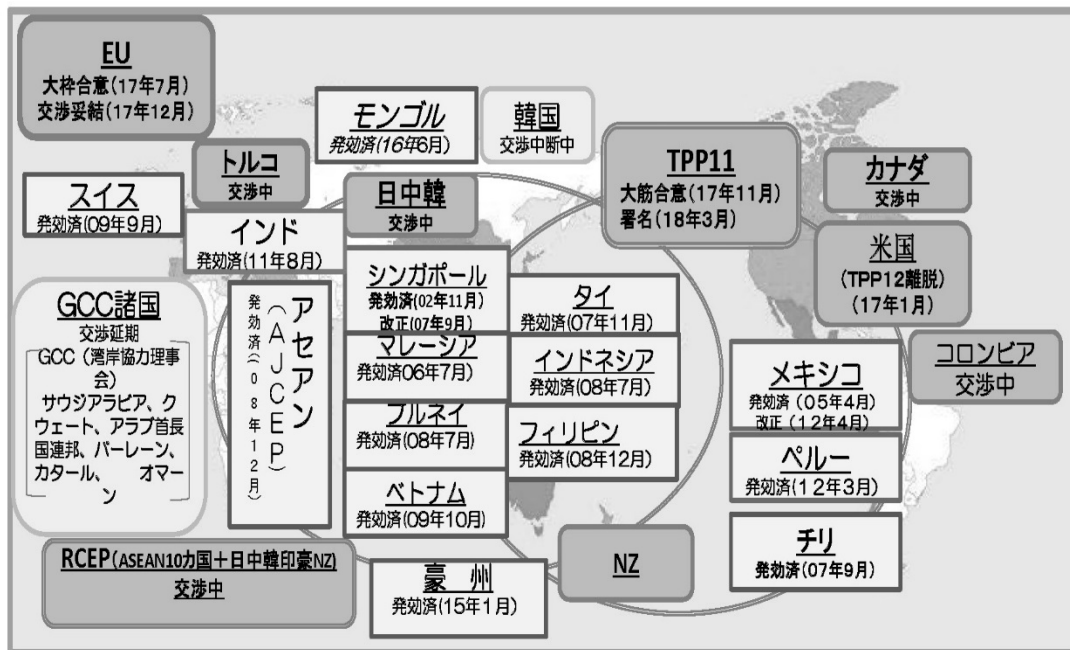 EU
大枠合意(17年7月)
交渉妥結(17年12月)
モンゴル
発効済(16年6月)
韓国
交渉中断中
トルコ
交渉中
TPP11
大筋合意(17年11月)
署名(18年3月)
カナダ
交渉中
スイス
発効済(09年9月)
日中韓
交渉中
インド
発効済(11年8月)
米国
(TPP12離脱)
(17年1月)
シンガポール
発効済(02年11月)
改正(07年9月)
タイ
発効済(07年11月)
GCC諸国
交渉延期
GCC(湾岸協力理事
会)
サウジアラビア、ク
ウェート、アラブ首長
国連邦、バーレーン、
カタール、 オマー
ン
アセアン
(AJCEP)
発効済(08年12月)
マレーシア
発効済06年7月)
インドネシア
発効済(08年7月)
コロンビア
交渉中
メキシコ
発効済(05年4月)
改正(12年4月)
ブルネイ
発効済(08年7月)
フィリピン
発効済(08年12月)
ペルー
発効済(12年3月)
ベトナム
発効済(09年10月)
チリ
発効済(07年9月)
RCEP(ASEAN10カ国+日中韓印豪NZ)
交渉中
豪 州
発効済(15年1月)
NZ